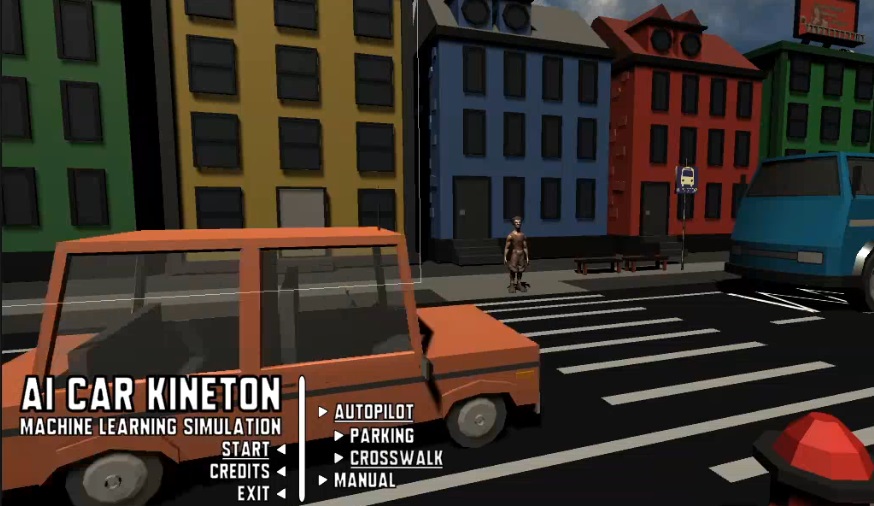 AI CAR KINETON
MACHINE LEARNING SIMULATION
START
CREDITS
EXIT
AUTOPILOT
PARKING
CROSSWALK
MANUAL